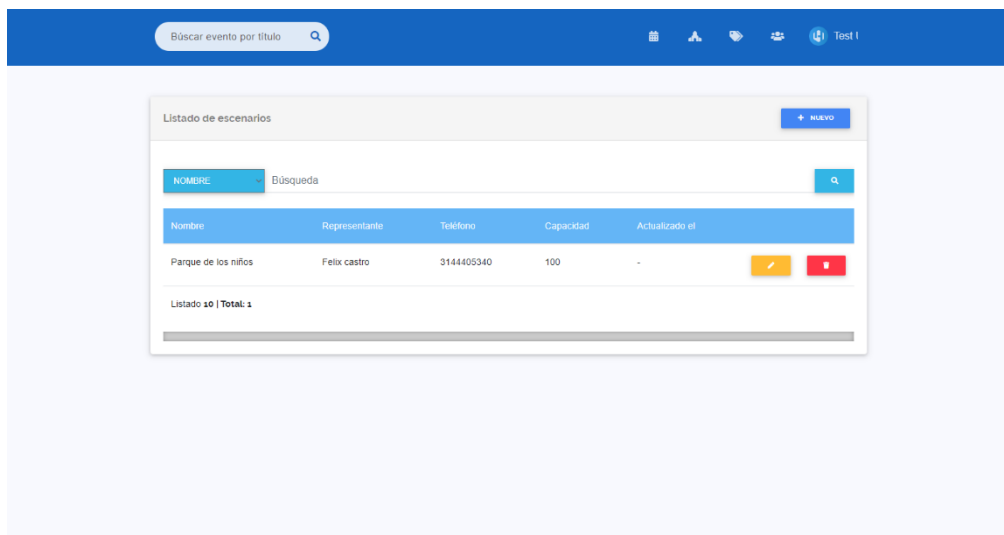 Búscar evento por título
Test U
Listado de escenarios
+ NUEVO
NOMBRE Búsqueda
Nombre Representante Teléfono Capacidad Actualizado el
Parque de los niños Felix castro 3144405340 100 -
Listado 10 | Total: 1